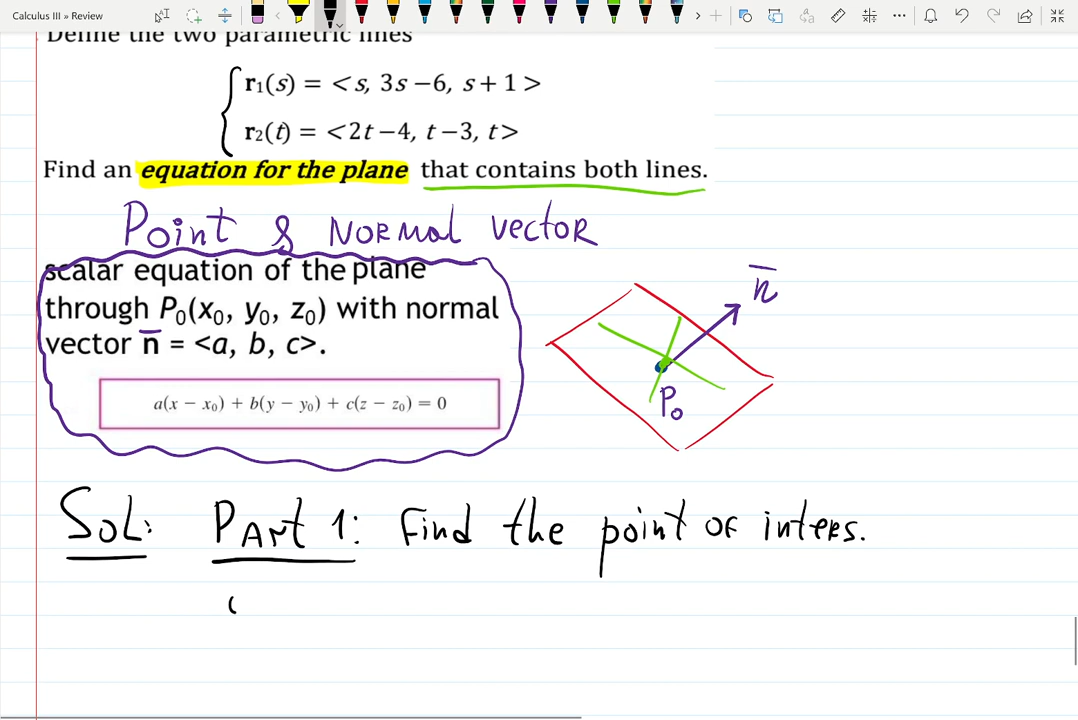 Calculus III » Review
Define the two parametric lines
r₁(s) = <s, 3s−6, s+1>
r₂(t) = <2t−4, t−3, t>
Find an equation for the plane that contains both lines.
Point & Normal vector
scalar equation of the plane
through P₀(x₀, y₀, z₀) with normal
vector n̅ = <a, b, c>.
a(x − x₀) + b(y − y₀) + c(z − z₀) = 0
n̅
P₀
Sol: Part 1: Find the point of inters.
(